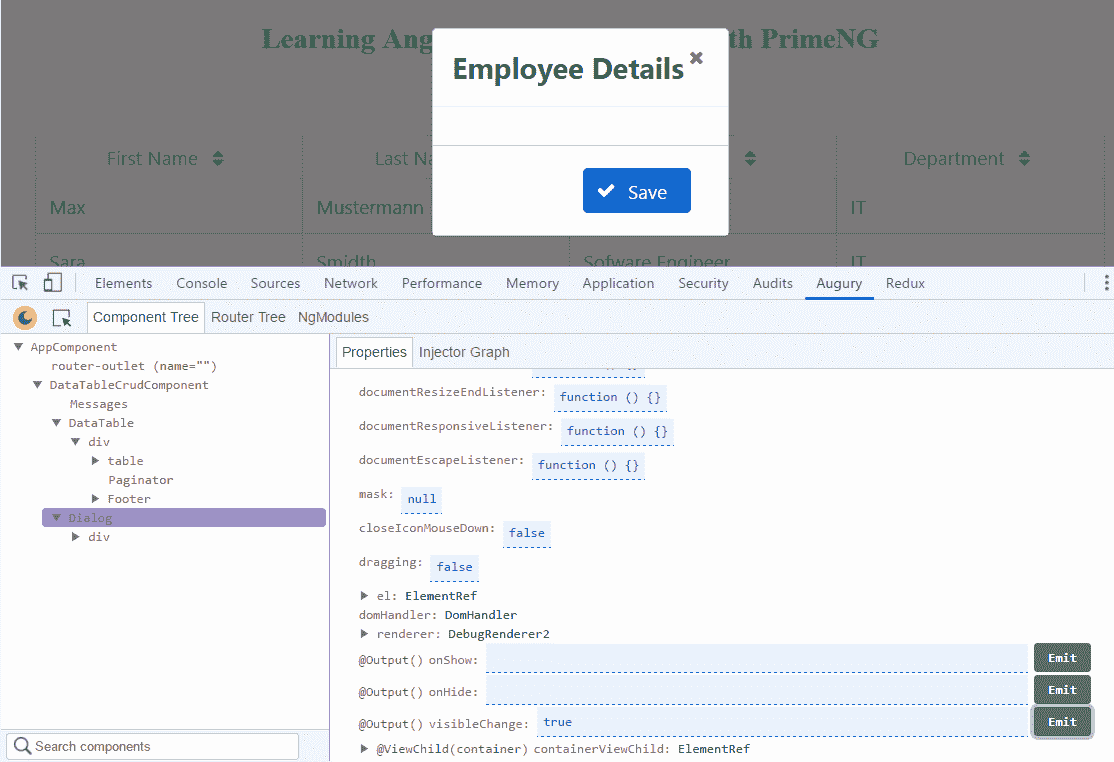 Learning Ang th PrimeNG
Employee Details
First Name Last Na Department
Save
Max Mustermann IT
Sara Smidth Sofware Engineer IT
Elements Console Sources Network Performance Memory Application Security Audits Augury Redux
Component Tree Router Tree NgModules
AppComponent
router-outlet (name="")
DataTableCrudComponent
Messages
DataTable
div
table
Paginator
Footer
Dialog
div
Search components
Properties Injector Graph
documentResizeEndListener: function () {}
documentResponsiveListener: function () {}
documentEscapeListener: function () {}
mask: null
closeIconMouseDown: false
dragging: false
el: ElementRef
domHandler: DomHandler
renderer: DebugRenderer2
@Output() onShow: Emit
@Output() onHide: Emit
@Output() visibleChange: true Emit
@ViewChild(container) containerViewChild: ElementRef